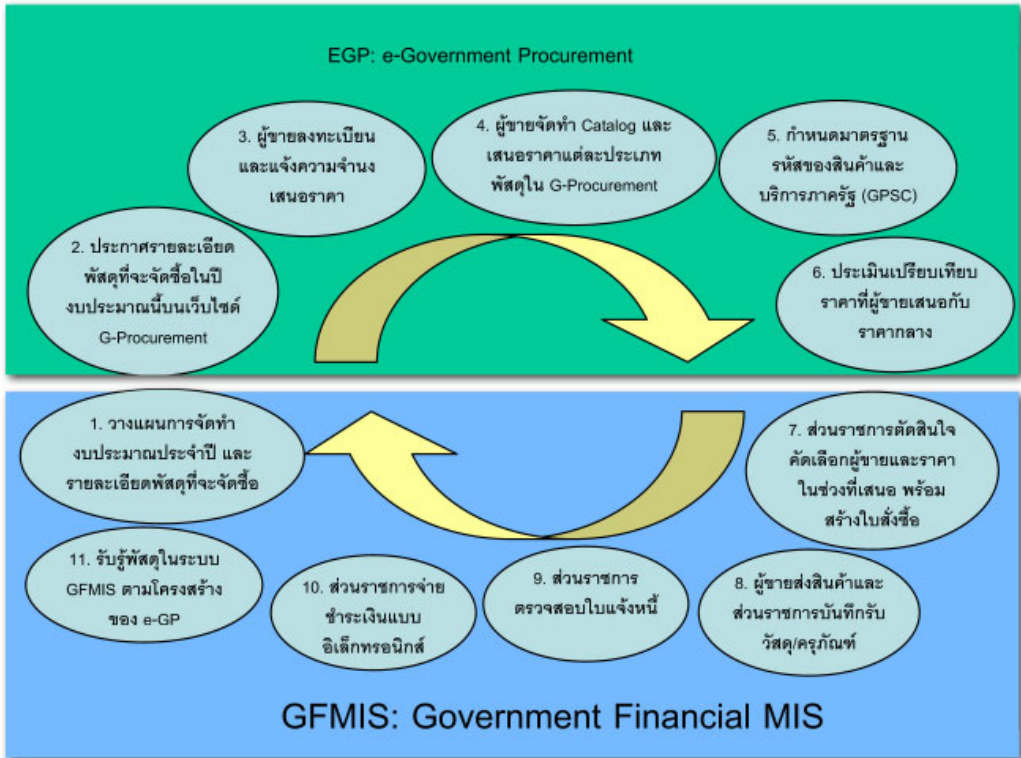 EGP: e-Government Procurement
4. ผู้ขายจัดทำ Catalog และ
เสนอราคาแต่ละประเภท
พัสดุใน G-Procurement
3. ผู้ขายลงทะเบียน
และแจ้งความจำนง
เสนอราคา
5. กำหนดมาตรฐาน
รหัสของสินค้าและ
บริการภาครัฐ (GPSC)
2. ประกาศรายละเอียด
พัสดุที่จะจัดซื้อในปี
งบประมาณนี้บนเว็บไซด์
G-Procurement
6. ประเมินเปรียบเทียบ
ราคาที่ผู้ขายเสนอกับ
ราคากลาง
1. วางแผนการจัดทำ
งบประมาณประจำปี และ
รายละเอียดพัสดุที่จะจัดซื้อ
7. ส่วนราชการตัดสินใจ
คัดเลือกผู้ขายและราคา
ในช่วงที่เสนอ พร้อม
สร้างใบสั่งซื้อ
11. รับรู้พัสดุในระบบ
GFMIS ตามโครงสร้าง
ของ e-GP
10. ส่วนราชการจ่าย
ชำระเงินแบบ
อิเล็กทรอนิกส์
9. ส่วนราชการ
ตรวจสอบใบแจ้งหนี้
8. ผู้ขายส่งสินค้าและ
ส่วนราชการบันทึกรับ
วัสดุ/ครุภัณฑ์
GFMIS: Government Financial MIS